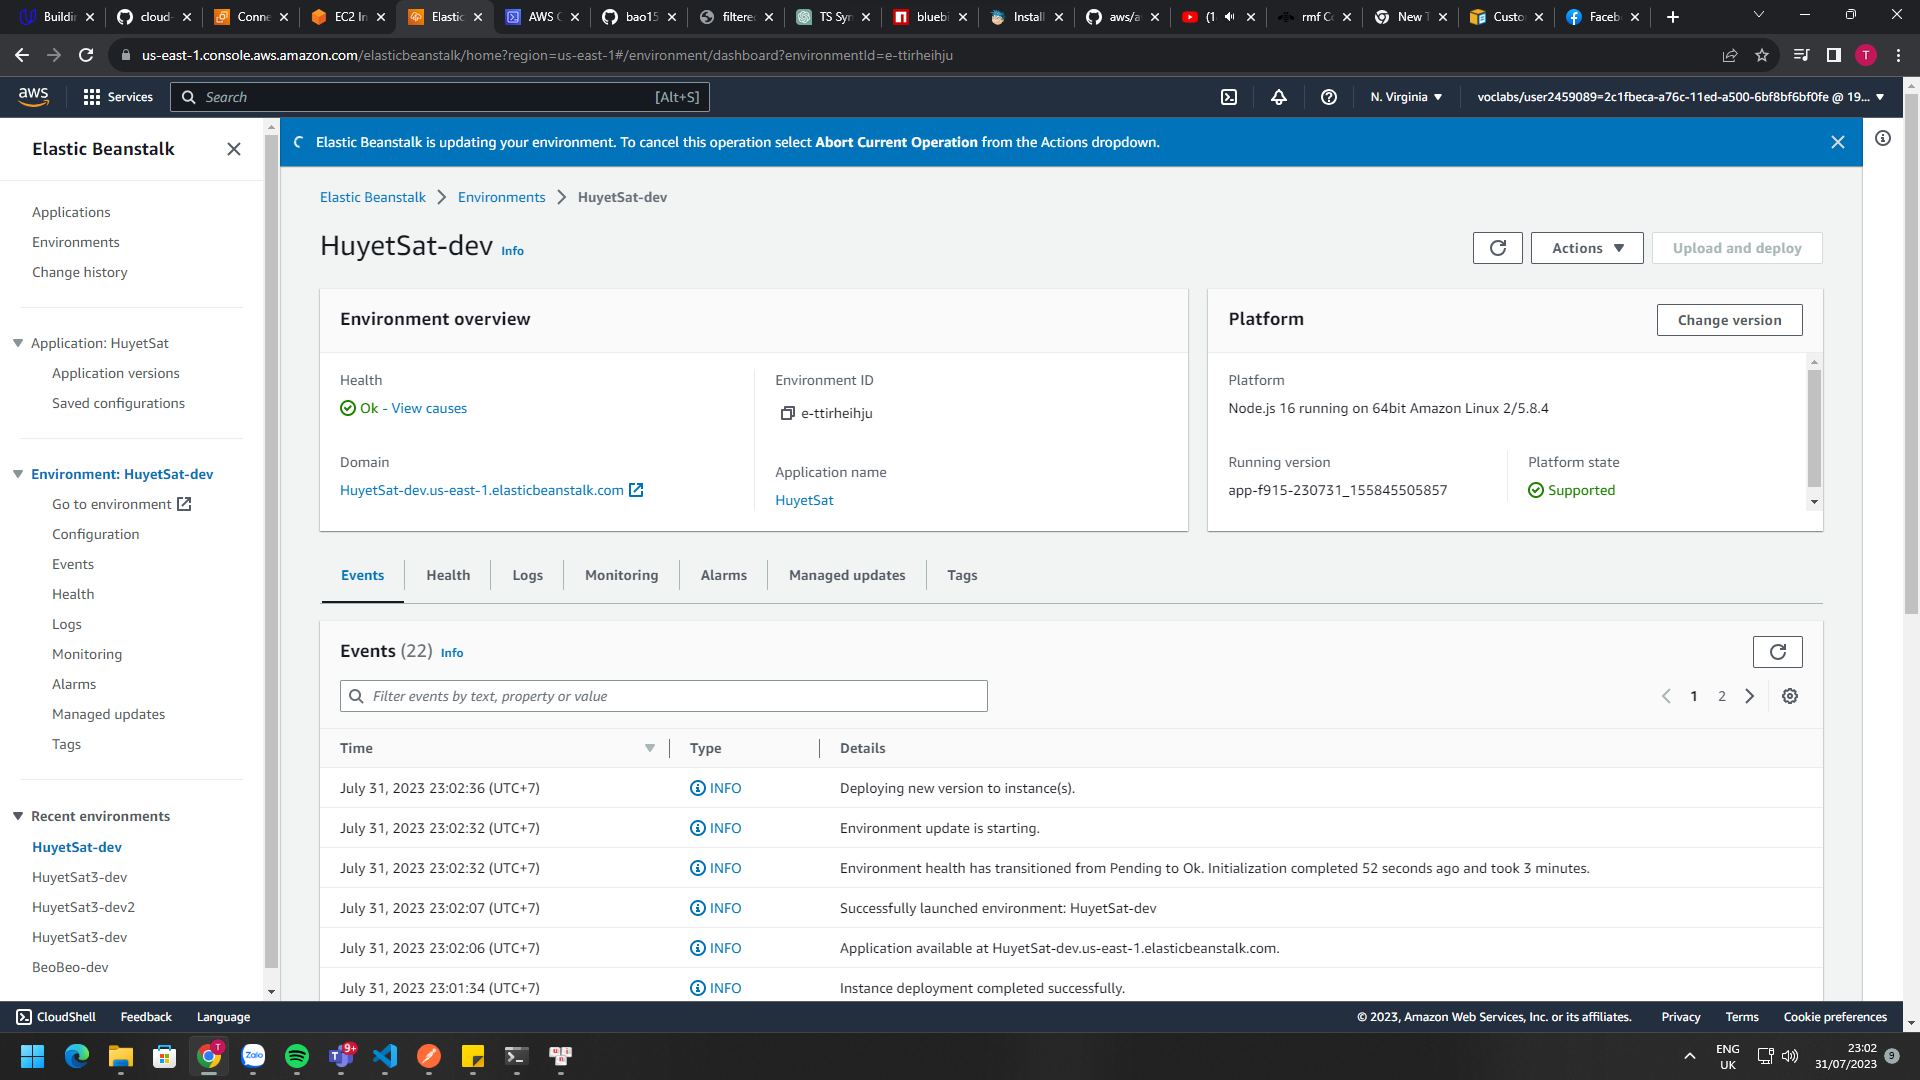 Buildin
cloud-
Conne
EC2 In
Elastic
AWS C
bao15
filtered
TS Syn
bluebi
Install
aws/a
(1
rmf Co
New T
Custo
Faceb
us-east-1.console.aws.amazon.com/elasticbeanstalk/home?region=us-east-1#/environment/dashboard?environmentId=e-ttirheihju
T
aws
Services
Search
[Alt+S]
N. Virginia
voclabs/user2459089=2c1fbeca-a76c-11ed-a500-6bf8bf6bf0fe @ 19...
Elastic Beanstalk
Applications
Environments
Change history
Application: HuyetSat
Application versions
Saved configurations
Environment: HuyetSat-dev
Go to environment
Configuration
Events
Health
Logs
Monitoring
Alarms
Managed updates
Tags
Recent environments
HuyetSat-dev
HuyetSat3-dev
HuyetSat3-dev2
HuyetSat3-dev
BeoBeo-dev
Elastic Beanstalk is updating your environment. To cancel this operation select Abort Current Operation from the Actions dropdown.
Elastic Beanstalk
Environments
HuyetSat-dev
HuyetSat-dev Info
Actions
Upload and deploy
Environment overview
Health
Ok - View causes
Environment ID
e-ttirheihju
Domain
HuyetSat-dev.us-east-1.elasticbeanstalk.com
Application name
HuyetSat
Platform
Change version
Platform
Node.js 16 running on 64bit Amazon Linux 2/5.8.4
Running version
app-f915-230731_155845505857
Platform state
Supported
Events
Health
Logs
Monitoring
Alarms
Managed updates
Tags
Events (22) Info
Filter events by text, property or value
1 2
Time Type Details
July 31, 2023 23:02:36 (UTC+7) INFO Deploying new version to instance(s).
July 31, 2023 23:02:32 (UTC+7) INFO Environment update is starting.
July 31, 2023 23:02:32 (UTC+7) INFO Environment health has transitioned from Pending to Ok. Initialization completed 52 seconds ago and took 3 minutes.
July 31, 2023 23:02:07 (UTC+7) INFO Successfully launched environment: HuyetSat-dev
July 31, 2023 23:02:06 (UTC+7) INFO Application available at HuyetSat-dev.us-east-1.elasticbeanstalk.com.
July 31, 2023 23:01:34 (UTC+7) INFO Instance deployment completed successfully.
CloudShell
Feedback
Language
© 2023, Amazon Web Services, Inc. or its affiliates.
Privacy
Terms
Cookie preferences
T
Zalo
9+
ENG
UK
23:02
31/07/2023
9